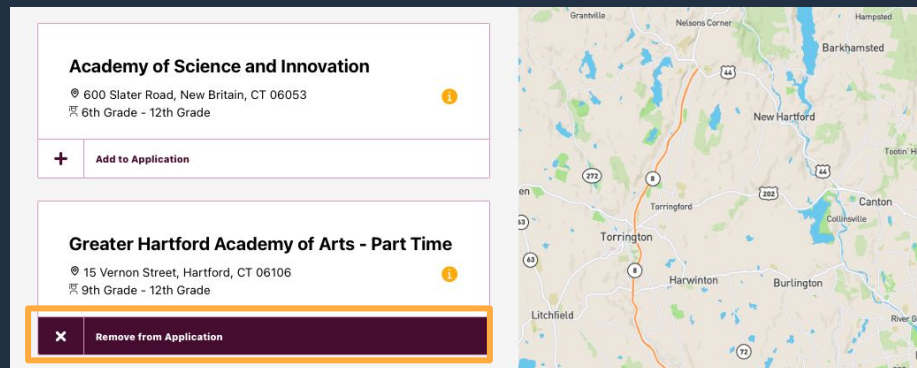 Academy of Science and Innovation
600 Slater Road, New Britain, CT 06053
6th Grade - 12th Grade
Add to Application
Greater Hartford Academy of Arts - Part Time
15 Vernon Street, Hartford, CT 06106
9th Grade - 12th Grade
Remove from Application
Grantville
Nelsons Corner
Hampsted
Barkhamsted
44
New Hartford
44
272
8
202
Canton
Collinsville
Torringford
63
Torrington
63
8
Harwinton
Burlington
Litchfield
72